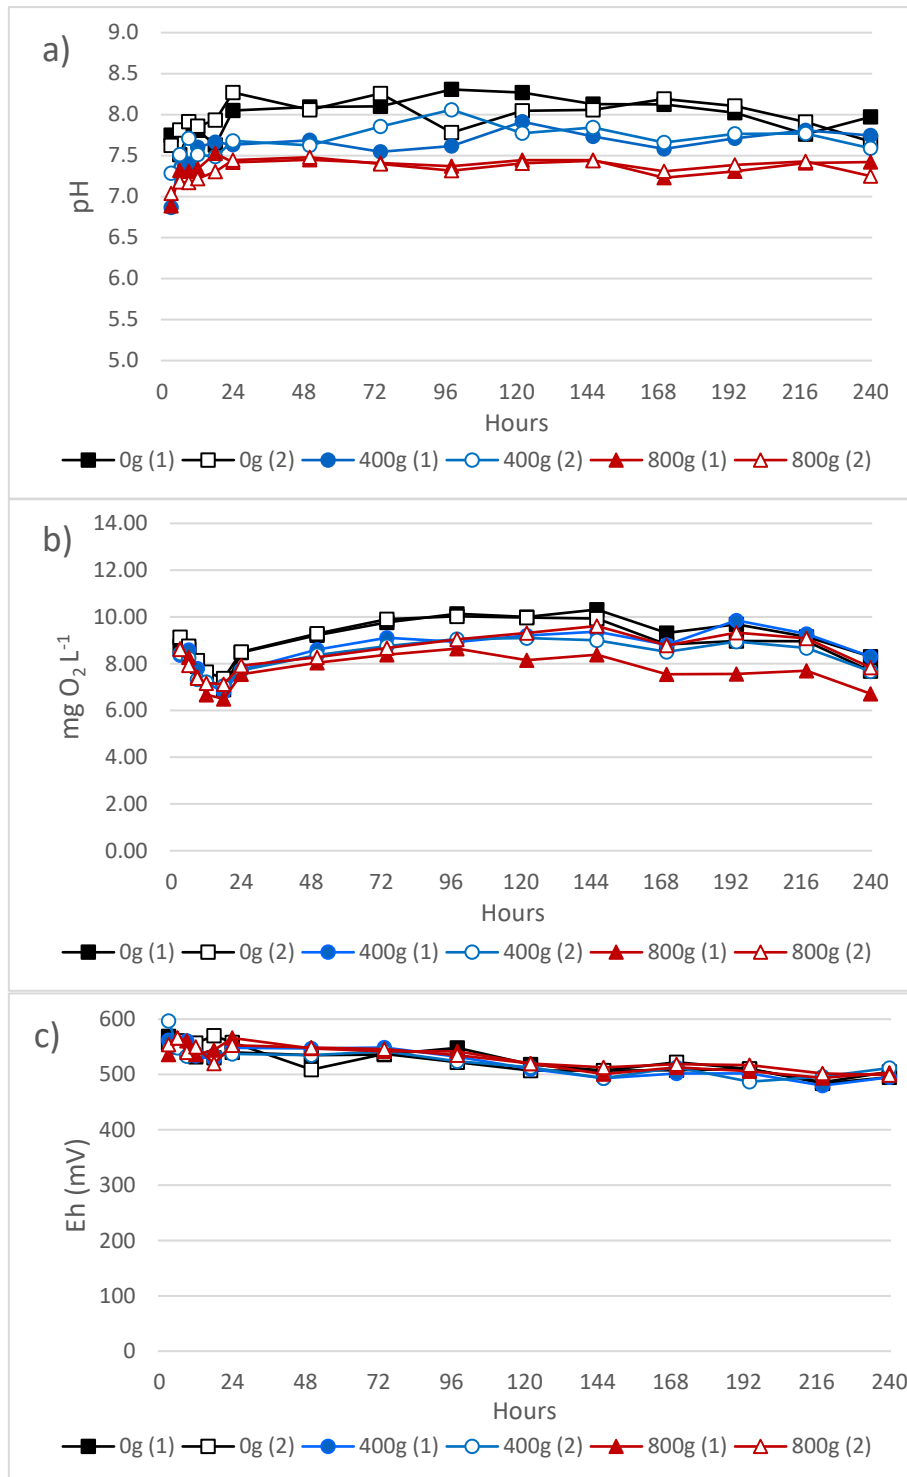 a)
9.0
8.5
8.0
7.5
7.0
6.5
6.0
5.5
5.0
pH
0 24 48 72 96 120 144 168 192 216 240
Hours
0g (1) 0g (2) 400g (1) 400g (2) 800g (1) 800g (2)
b)
14.00
12.00
10.00
8.00
6.00
4.00
2.00
0.00
mg O₂ L⁻¹
0 24 48 72 96 120 144 168 192 216 240
Hours
0g (1) 0g (2) 400g (1) 400g (2) 800g (1) 800g (2)
c)
600
500
400
300
200
100
0
Eh (mV)
0 24 48 72 96 120 144 168 192 216 240
Hours
0g (1) 0g (2) 400g (1) 400g (2) 800g (1) 800g (2)